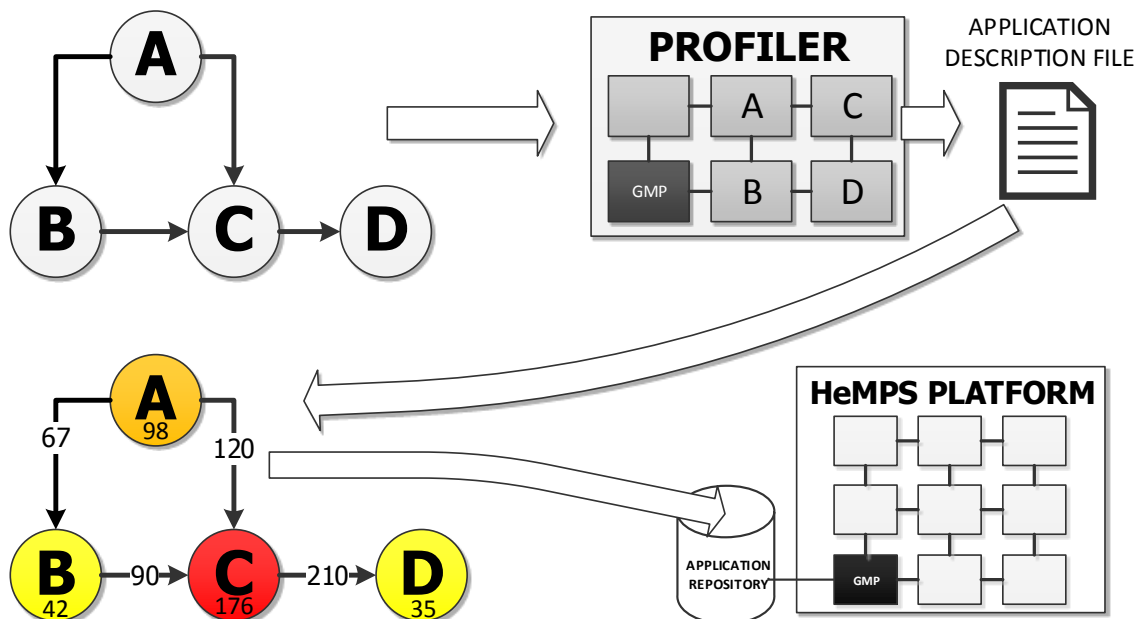 A
B
C
D
PROFILER
A
C
GMP
B
D
APPLICATION
DESCRIPTION FILE
A
98
67
120
B
42
90
C
176
210
D
35
APPLICATION
REPOSITORY
HeMPS PLATFORM
GMP